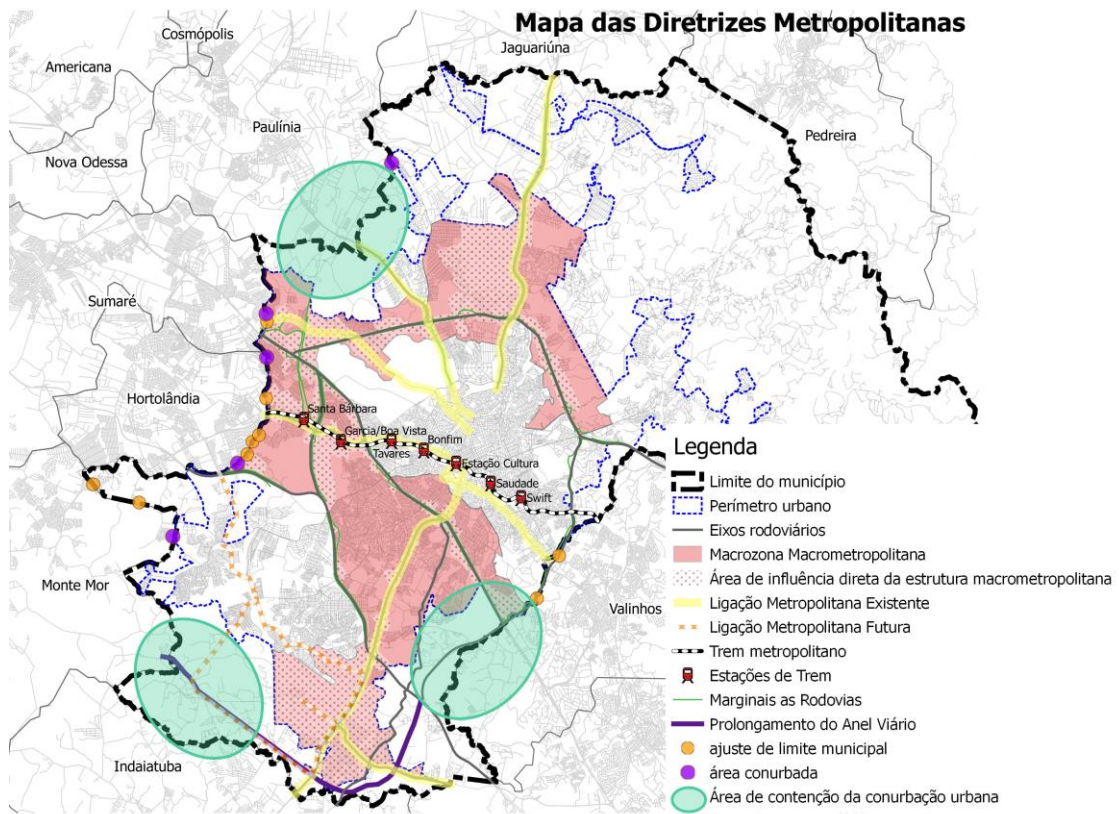 Mapa das Diretrizes Metropolitanas
Cosmópolis
Jaguariúna
Americana
Paulínia
Pedreira
Nova Odessa
Sumaré
Hortolândia
Santa Bárbara
Garcia/Boa Vista
Tavares
Bonfim
Estação Cultura
Saudade
Swift
Monte Mor
Valinhos
Indaiatuba
Legenda
Limite do município
Perímetro urbano
Eixos rodoviários
Macrozona Macrometropolitana
Área de influência direta da estrutura macrometropolitana
Ligação Metropolitana Existente
Ligação Metropolitana Futura
Trem metropolitano
Estações de Trem
Marginais as Rodovias
Prolongamento do Anel Viário
ajuste de limite municipal
área conurbada
Área de contenção da conurbação urbana